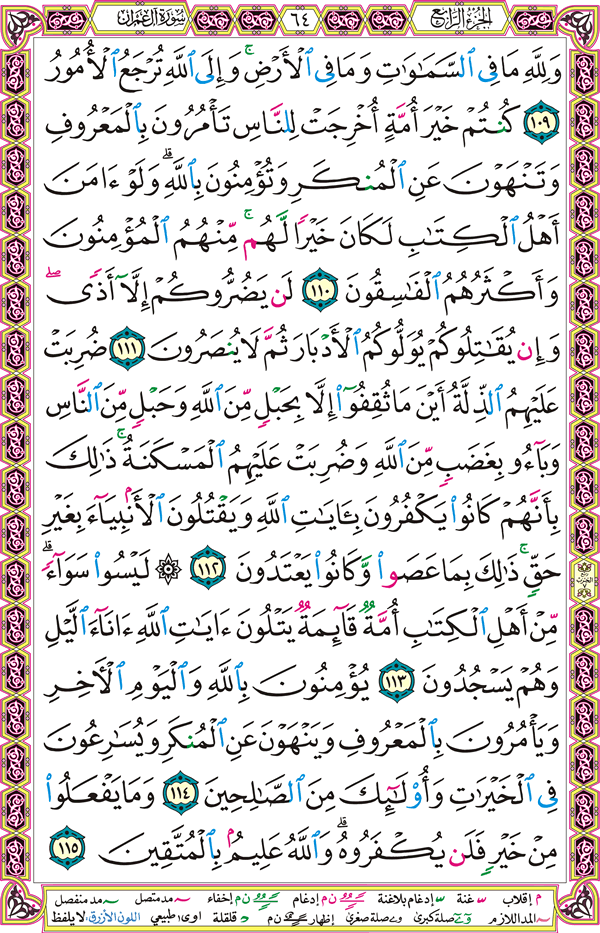 الجزء الرابع ٦٤ سورة آل عمران
وَلِلَّهِ مَا فِى ٱلسَّمَٰوَٰتِ وَمَا فِى ٱلْأَرْضِ ۚ وَإِلَى ٱللَّهِ تُرْجَعُ ٱلْأُمُورُ
١٠٩ كُنتُمْ خَيْرَ أُمَّةٍ أُخْرِجَتْ لِلنَّاسِ تَأْمُرُونَ بِٱلْمَعْرُوفِ
وَتَنْهَوْنَ عَنِ ٱلْمُنكَرِ وَتُؤْمِنُونَ بِٱللَّهِ ۗ وَلَوْ ءَامَنَ
أَهْلُ ٱلْكِتَٰبِ لَكَانَ خَيْرًا لَّهُم ۚ مِّنْهُمُ ٱلْمُؤْمِنُونَ
وَأَكْثَرُهُمُ ٱلْفَٰسِقُونَ ١١٠ لَن يَضُرُّوكُمْ إِلَّآ أَذًى ۖ
وَإِن يُقَٰتِلُوكُمْ يُوَلُّوكُمُ ٱلْأَدْبَارَ ثُمَّ لَا يُنصَرُونَ ١١١ ضُرِبَتْ
عَلَيْهِمُ ٱلذِّلَّةُ أَيْنَ مَا ثُقِفُوٓا۟ إِلَّا بِحَبْلٍ مِّنَ ٱللَّهِ وَحَبْلٍ مِّنَ ٱلنَّاسِ
وَبَآءُو بِغَضَبٍ مِّنَ ٱللَّهِ وَضُرِبَتْ عَلَيْهِمُ ٱلْمَسْكَنَةُ ۚ ذَٰلِكَ
بِأَنَّهُمْ كَانُوا۟ يَكْفُرُونَ بِـَٔايَٰتِ ٱللَّهِ وَيَقْتُلُونَ ٱلْأَنۢبِيَآءَ بِغَيْرِ
حَقٍّ ۚ ذَٰلِكَ بِمَا عَصَوا۟ وَّكَانُوا۟ يَعْتَدُونَ ١١٢ ۞ لَيْسُوا۟ سَوَآءً ۗ
مِّنْ أَهْلِ ٱلْكِتَٰبِ أُمَّةٌ قَآئِمَةٌ يَتْلُونَ ءَايَٰتِ ٱللَّهِ ءَانَآءَ ٱلَّيْلِ
وَهُمْ يَسْجُدُونَ ١١٣ يُؤْمِنُونَ بِٱللَّهِ وَٱلْيَوْمِ ٱلْءَاخِرِ
وَيَأْمُرُونَ بِٱلْمَعْرُوفِ وَيَنْهَوْنَ عَنِ ٱلْمُنكَرِ وَيُسَٰرِعُونَ
فِى ٱلْخَيْرَٰتِ وَأُو۟لَٰٓئِكَ مِنَ ٱلصَّٰلِحِينَ ١١٤ وَمَا يَفْعَلُوا۟
مِنْ خَيْرٍ فَلَن يُكْفَرُوهُ ۗ وَٱللَّهُ عَلِيمٌۢ بِٱلْمُتَّقِينَ ١١٥
م إقلاب س غنة س إدغام بلاغنة ن م إدغام ن م إخفاء مد متصل مد منفصل
المد اللازم صلة كبرى صلة صغرى إظهار ن م قلقلة اوى: طبيعي اللون الأزرق: لا يلفظ